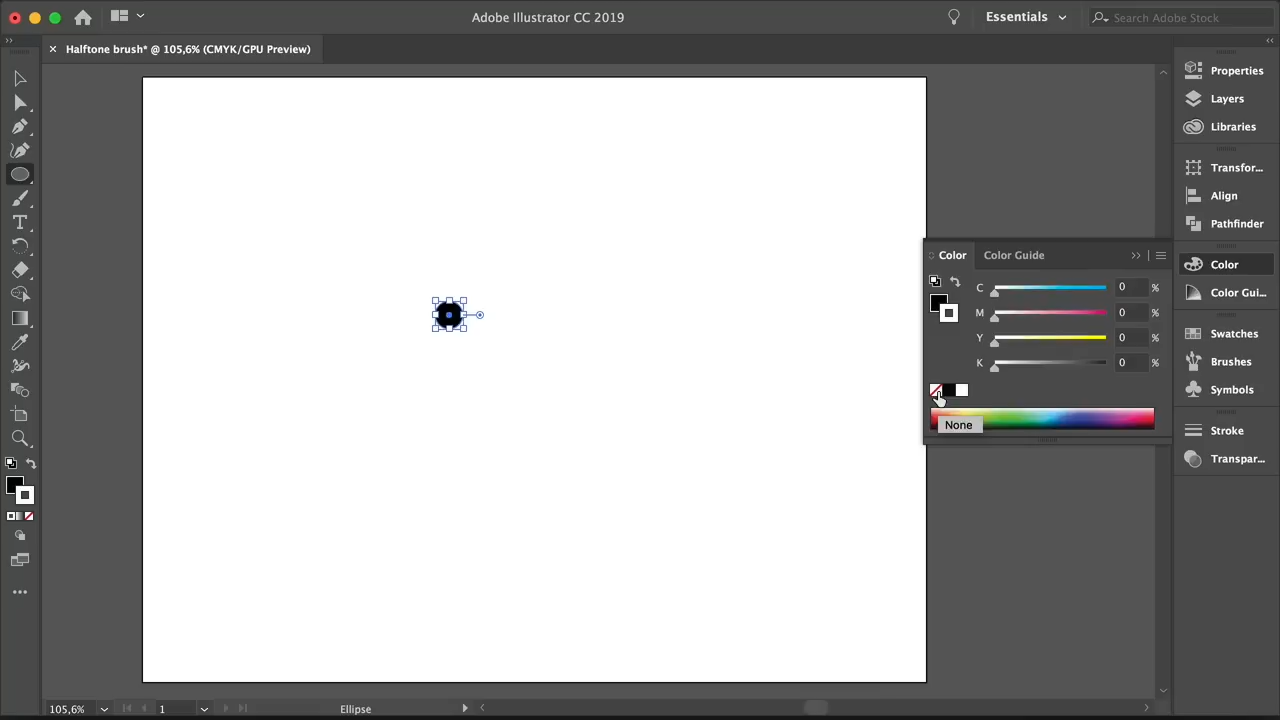 Adobe Illustrator CC 2019
Essentials
Search Adobe Stock
Halftone brush* @ 105,6% (CMYK/GPU Preview)
Properties
Layers
Libraries
Transfor...
Align
Pathfinder
Color
Color Gui...
Swatches
Brushes
Symbols
Stroke
Transpar...
Color
Color Guide
C 0 %
M 0 %
Y 0 %
K 0 %
None
105,6%
1
Ellipse